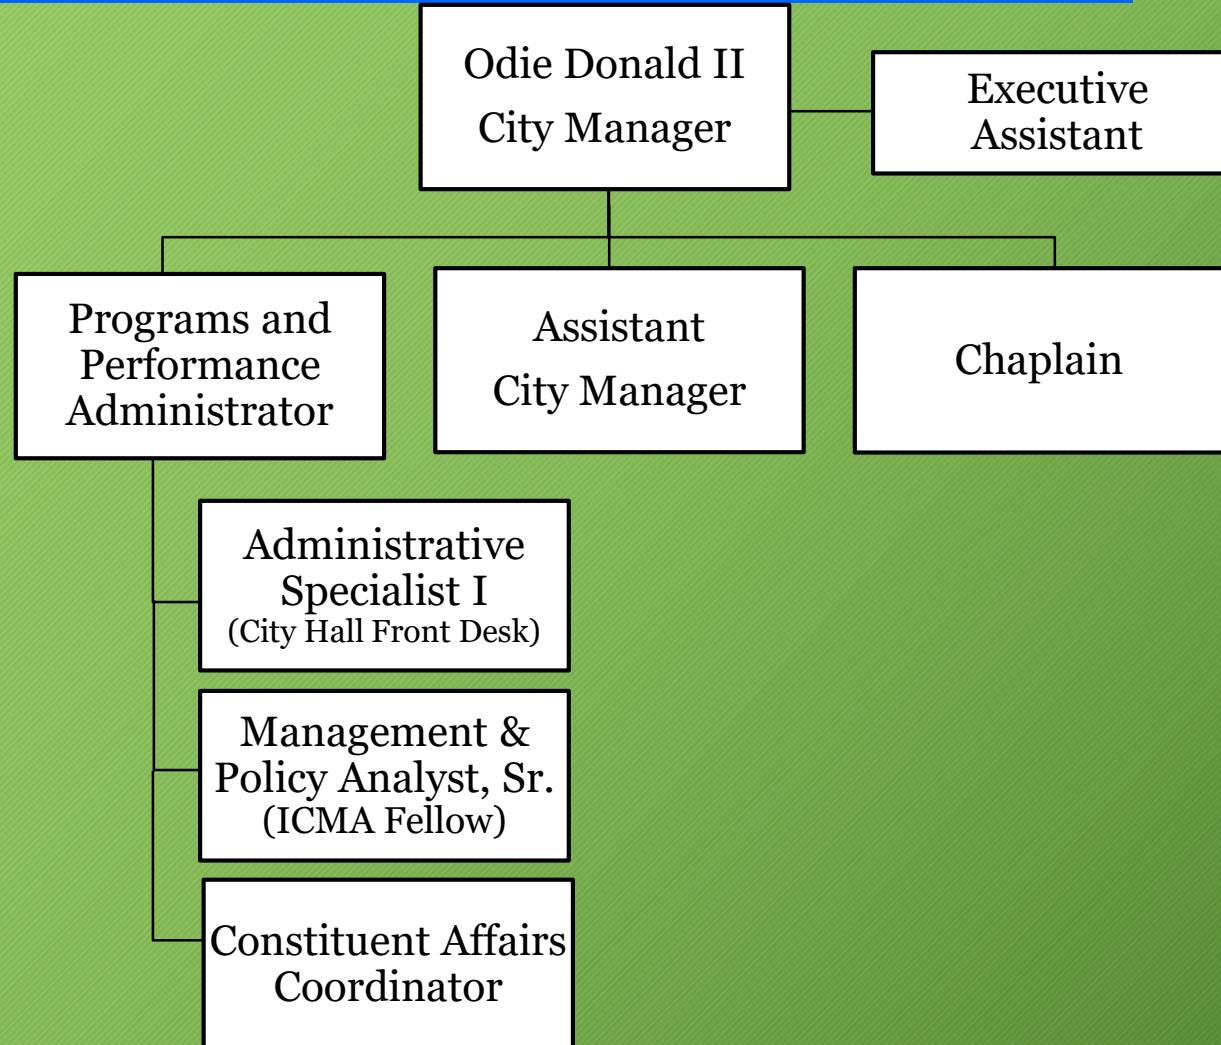 Odie Donald II
City Manager
Executive
Assistant
Programs and
Performance
Administrator
Assistant
City Manager
Chaplain
Administrative
Specialist I
(City Hall Front Desk)
Management &
Policy Analyst, Sr.
(ICMA Fellow)
Constituent Affairs
Coordinator